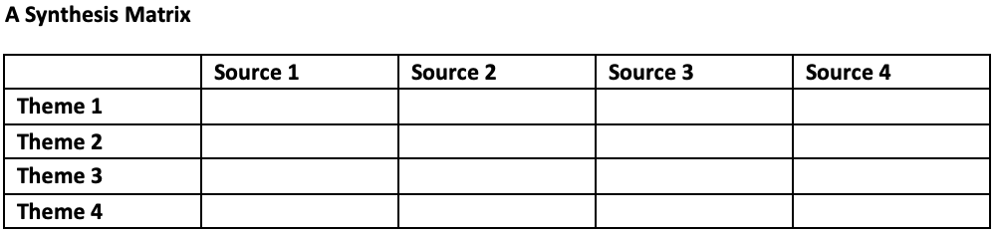 A Synthesis Matrix
Source 1 Source 2 Source 3 Source 4
Theme 1
Theme 2
Theme 3
Theme 4